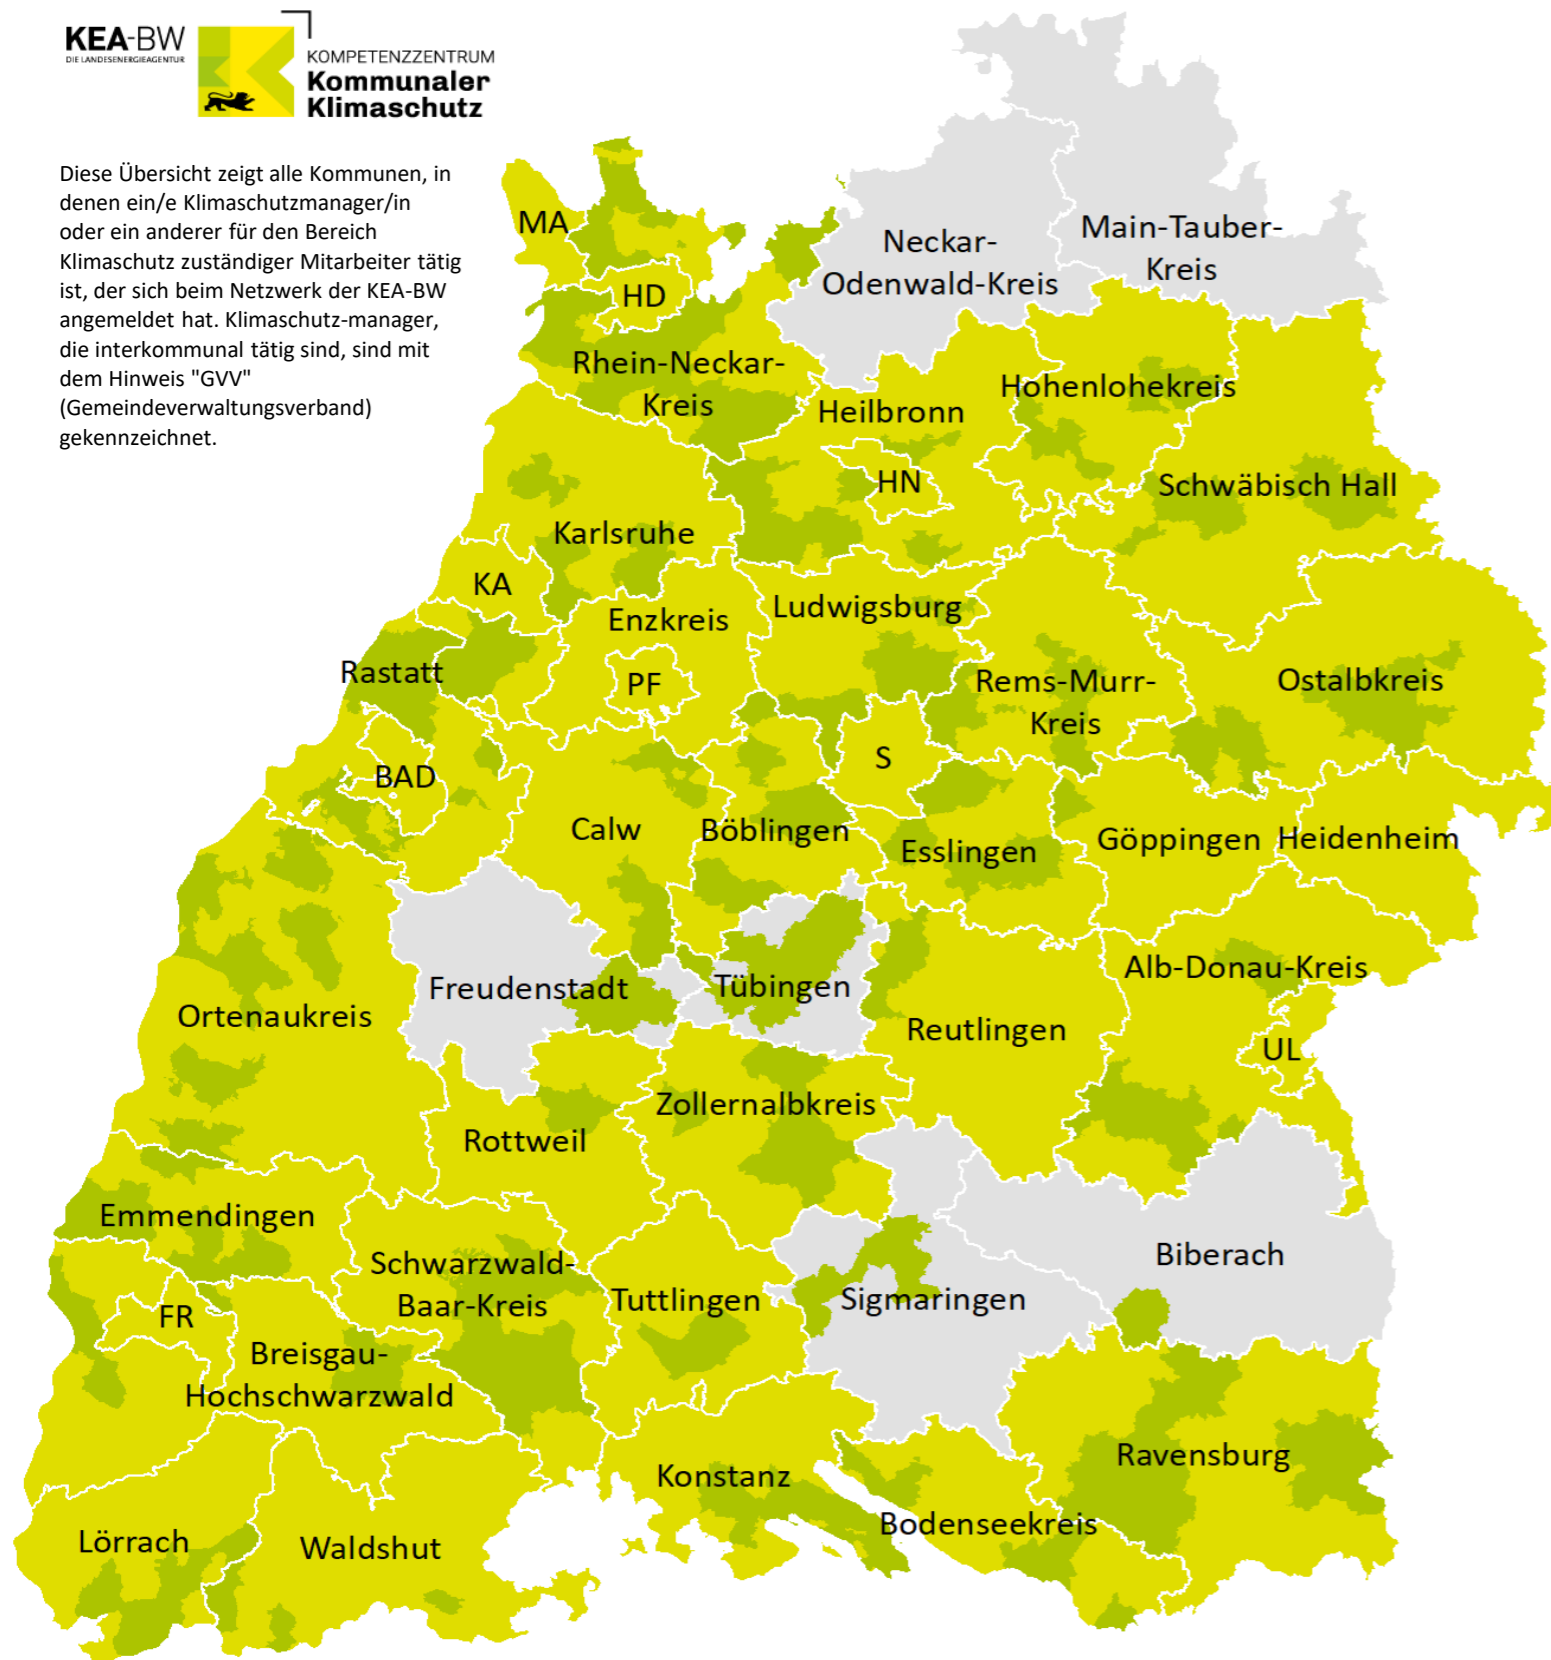 KEA-BW
DIE LANDESENERGIEAGENTUR
KOMPETENZZENTRUM
Kommunaler
Klimaschutz
Diese Übersicht zeigt alle Kommunen, in
denen ein/e Klimaschutzmanager/in
oder ein anderer für den Bereich
Klimaschutz zuständiger Mitarbeiter tätig
ist, der sich beim Netzwerk der KEA-BW
angemeldet hat. Klimaschutz-manager,
die interkommunal tätig sind, sind mit
dem Hinweis "GVV"
(Gemeindeverwaltungsverband)
gekennzeichnet.
MA
Neckar-
Odenwald-Kreis
Main-Tauber-
Kreis
HD
Rhein-Neckar-
Kreis
Heilbronn
Hohenlohekreis
HN
Schwäbisch Hall
Karlsruhe
KA
Enzkreis
Ludwigsburg
Rastatt
PF
Rems-Murr-
Kreis
Ostalbkreis
BAD
S
Calw
Böblingen
Esslingen
Göppingen
Heidenheim
Freudenstadt
Tübingen
Alb-Donau-Kreis
Ortenaukreis
Reutlingen
UL
Zollernalbkreis
Rottweil
Emmendingen
Schwarzwald-
Baar-Kreis
Tuttlingen
Sigmaringen
Biberach
FR
Breisgau-
Hochschwarzwald
Konstanz
Ravensburg
Bodenseekreis
Lörrach
Waldshut